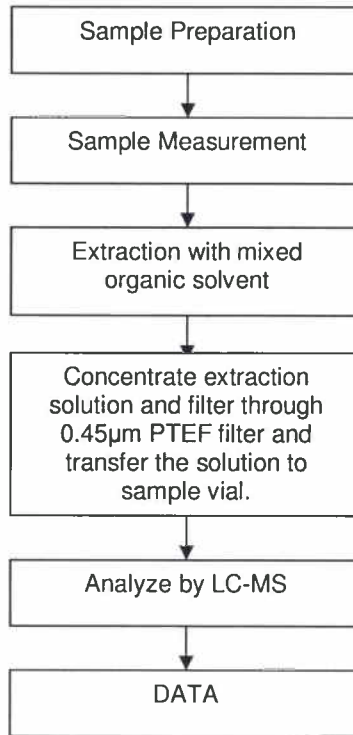 Sample Preparation
Sample Measurement
Extraction with mixed
organic solvent
Concentrate extraction
solution and filter through
0.45µm PTEF filter and
transfer the solution to
sample vial.
Analyze by LC-MS
DATA